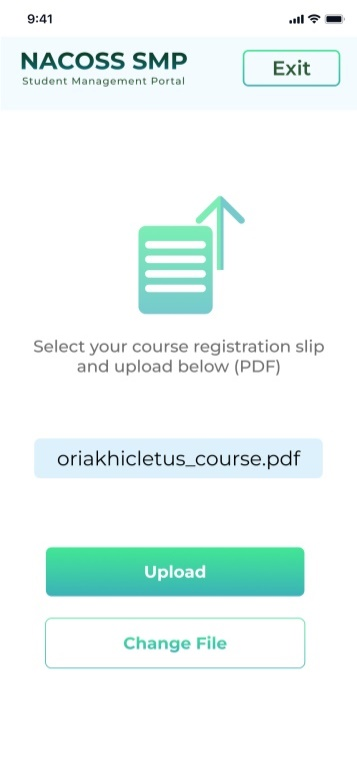 9:41
NACOSS SMP
Student Management Portal
Exit
Select your course registration slip
and upload below (PDF)
oriakhicletus_course.pdf
Upload
Change File